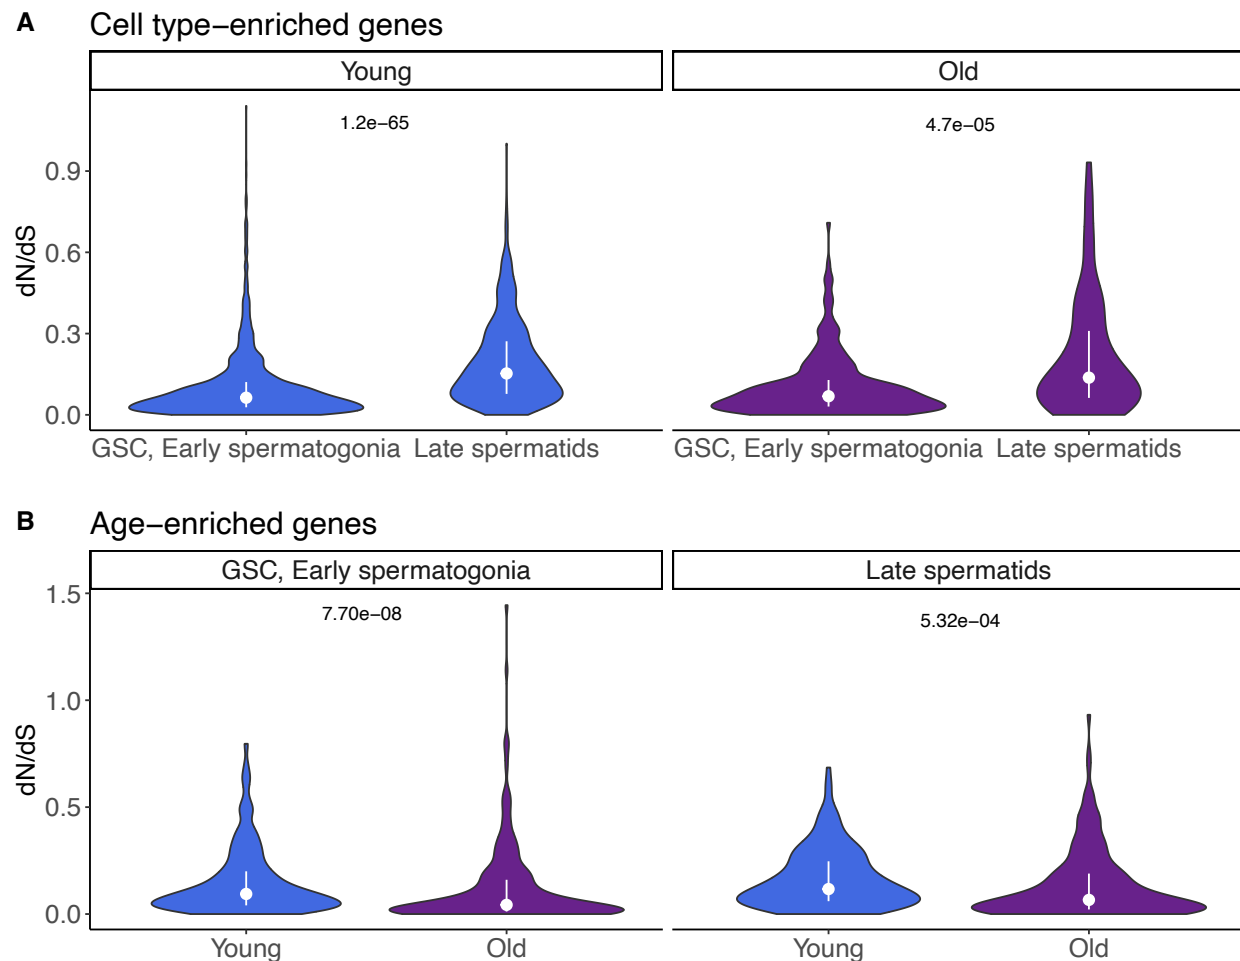 A Cell type−enriched genes
Young Old
1.2e−65 4.7e−05
0.9
0.6
0.3
0.0
dN/dS
GSC, Early spermatogonia Late spermatids GSC, Early spermatogonia Late spermatids
B Age−enriched genes
GSC, Early spermatogonia Late spermatids
1.5
7.70e−08 5.32e−04
1.0
0.5
0.0
dN/dS
Young Old Young Old